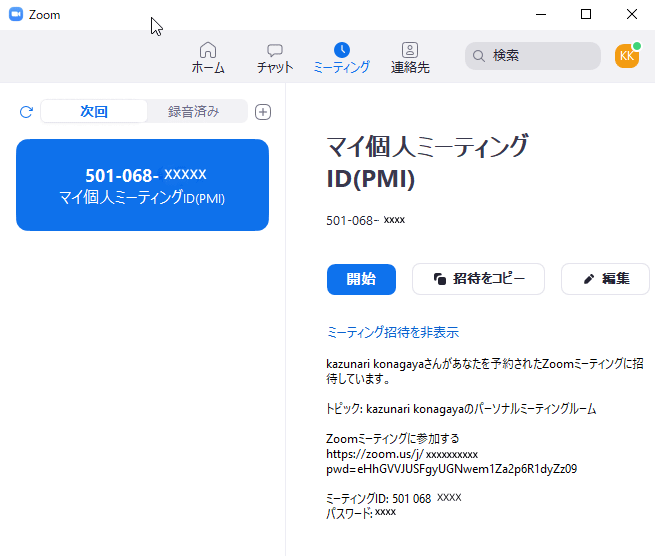 Zoom
ホーム
チャット
ミーティング
連絡先
検索
KK
次回
録音済み
501-068- XXXXX
マイ個人ミーティングID(PMI)
マイ個人ミーティング
ID(PMI)
501-068- xxxx
開始
招待をコピー
編集
ミーティング招待を非表示
kazunari konagayaさんがあなたを予約されたZoomミーティングに招
待しています。
トピック: kazunari konagayaのパーソナルミーティングルーム
Zoomミーティングに参加する
https://zoom.us/j/ xxxxxxxxxx
pwd=eHhGVVJUSFgyUGNwem1Za2p6R1dyZz09
ミーティングID: 501 068 XXXX
パスワード: xxxx